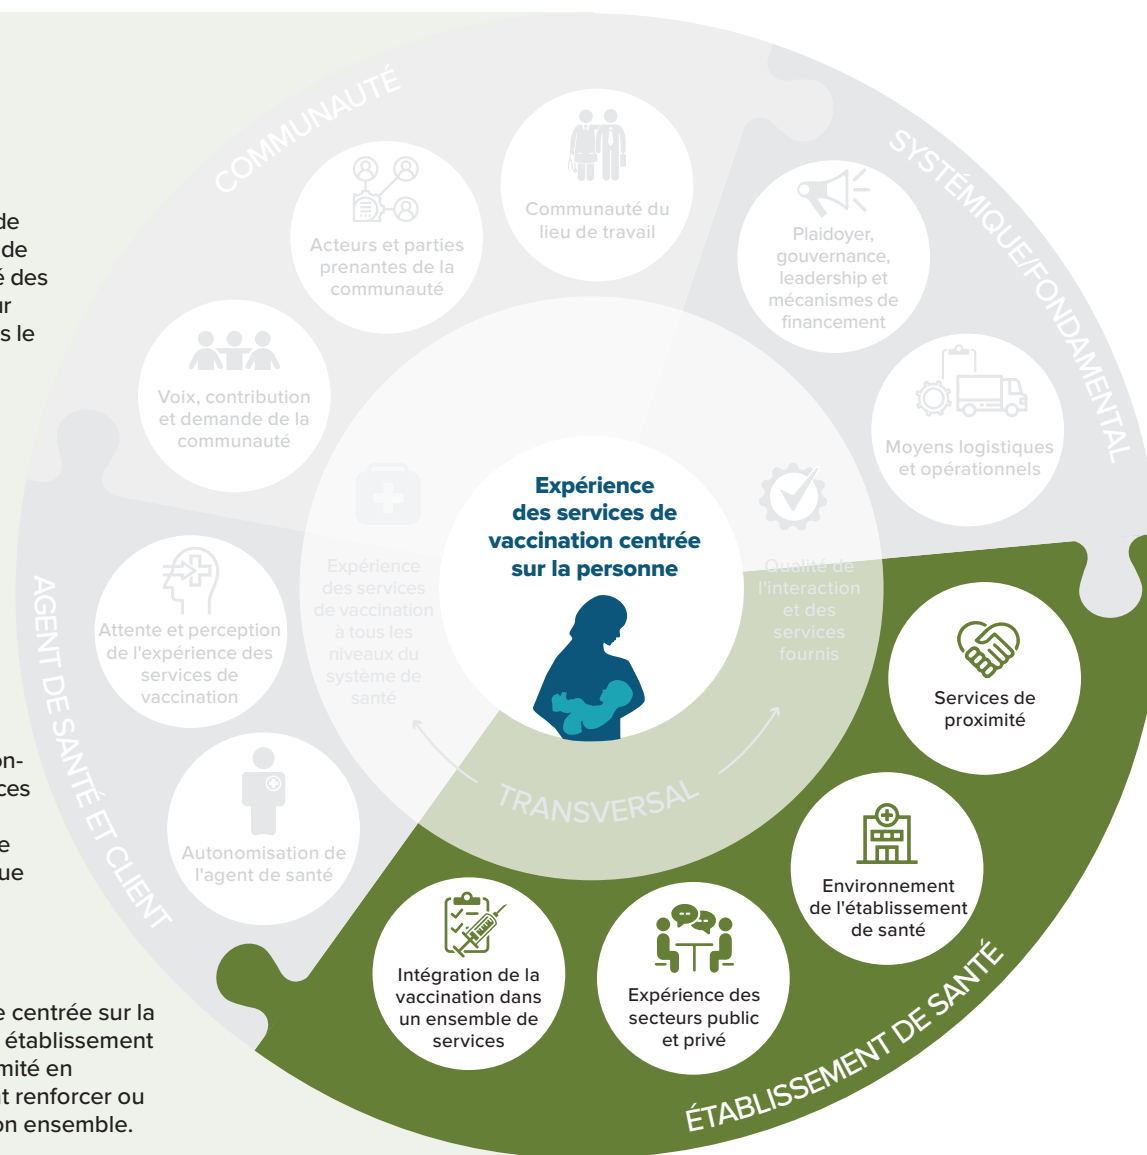 de
de
é des
ur
s le
on-
ces
e
ue
e centrée sur la
établissement
mité en
t renforcer ou
on ensemble.
COMMUNAUTÉ
SYSTÉMIQUE/FONDAMENTAL
Communauté du
lieu de travail
Acteurs et parties
prenantes de la
communauté
Plaidoyer,
gouvernance,
leadership et
mécanismes de
financement
Voix, contribution
et demande de la
communauté
Moyens logistiques
et opérationnels
Expérience
des services de
vaccination centrée
sur la personne
Expérience
des services
de vaccination
à tous les
niveaux du
système de
santé
Qualité de
l'interaction
et des
services
fournis
AGENT DE SANTÉ ET CLIENT
Attente et perception
de l'expérience des
services de
vaccination
Autonomisation de
l'agent de santé
TRANSVERSAL
Services de
proximité
Environnement
de l'établissement
de santé
Intégration de la
vaccination dans
un ensemble de
services
Expérience des
secteurs public
et privé
ÉTABLISSEMENT DE SANTÉ